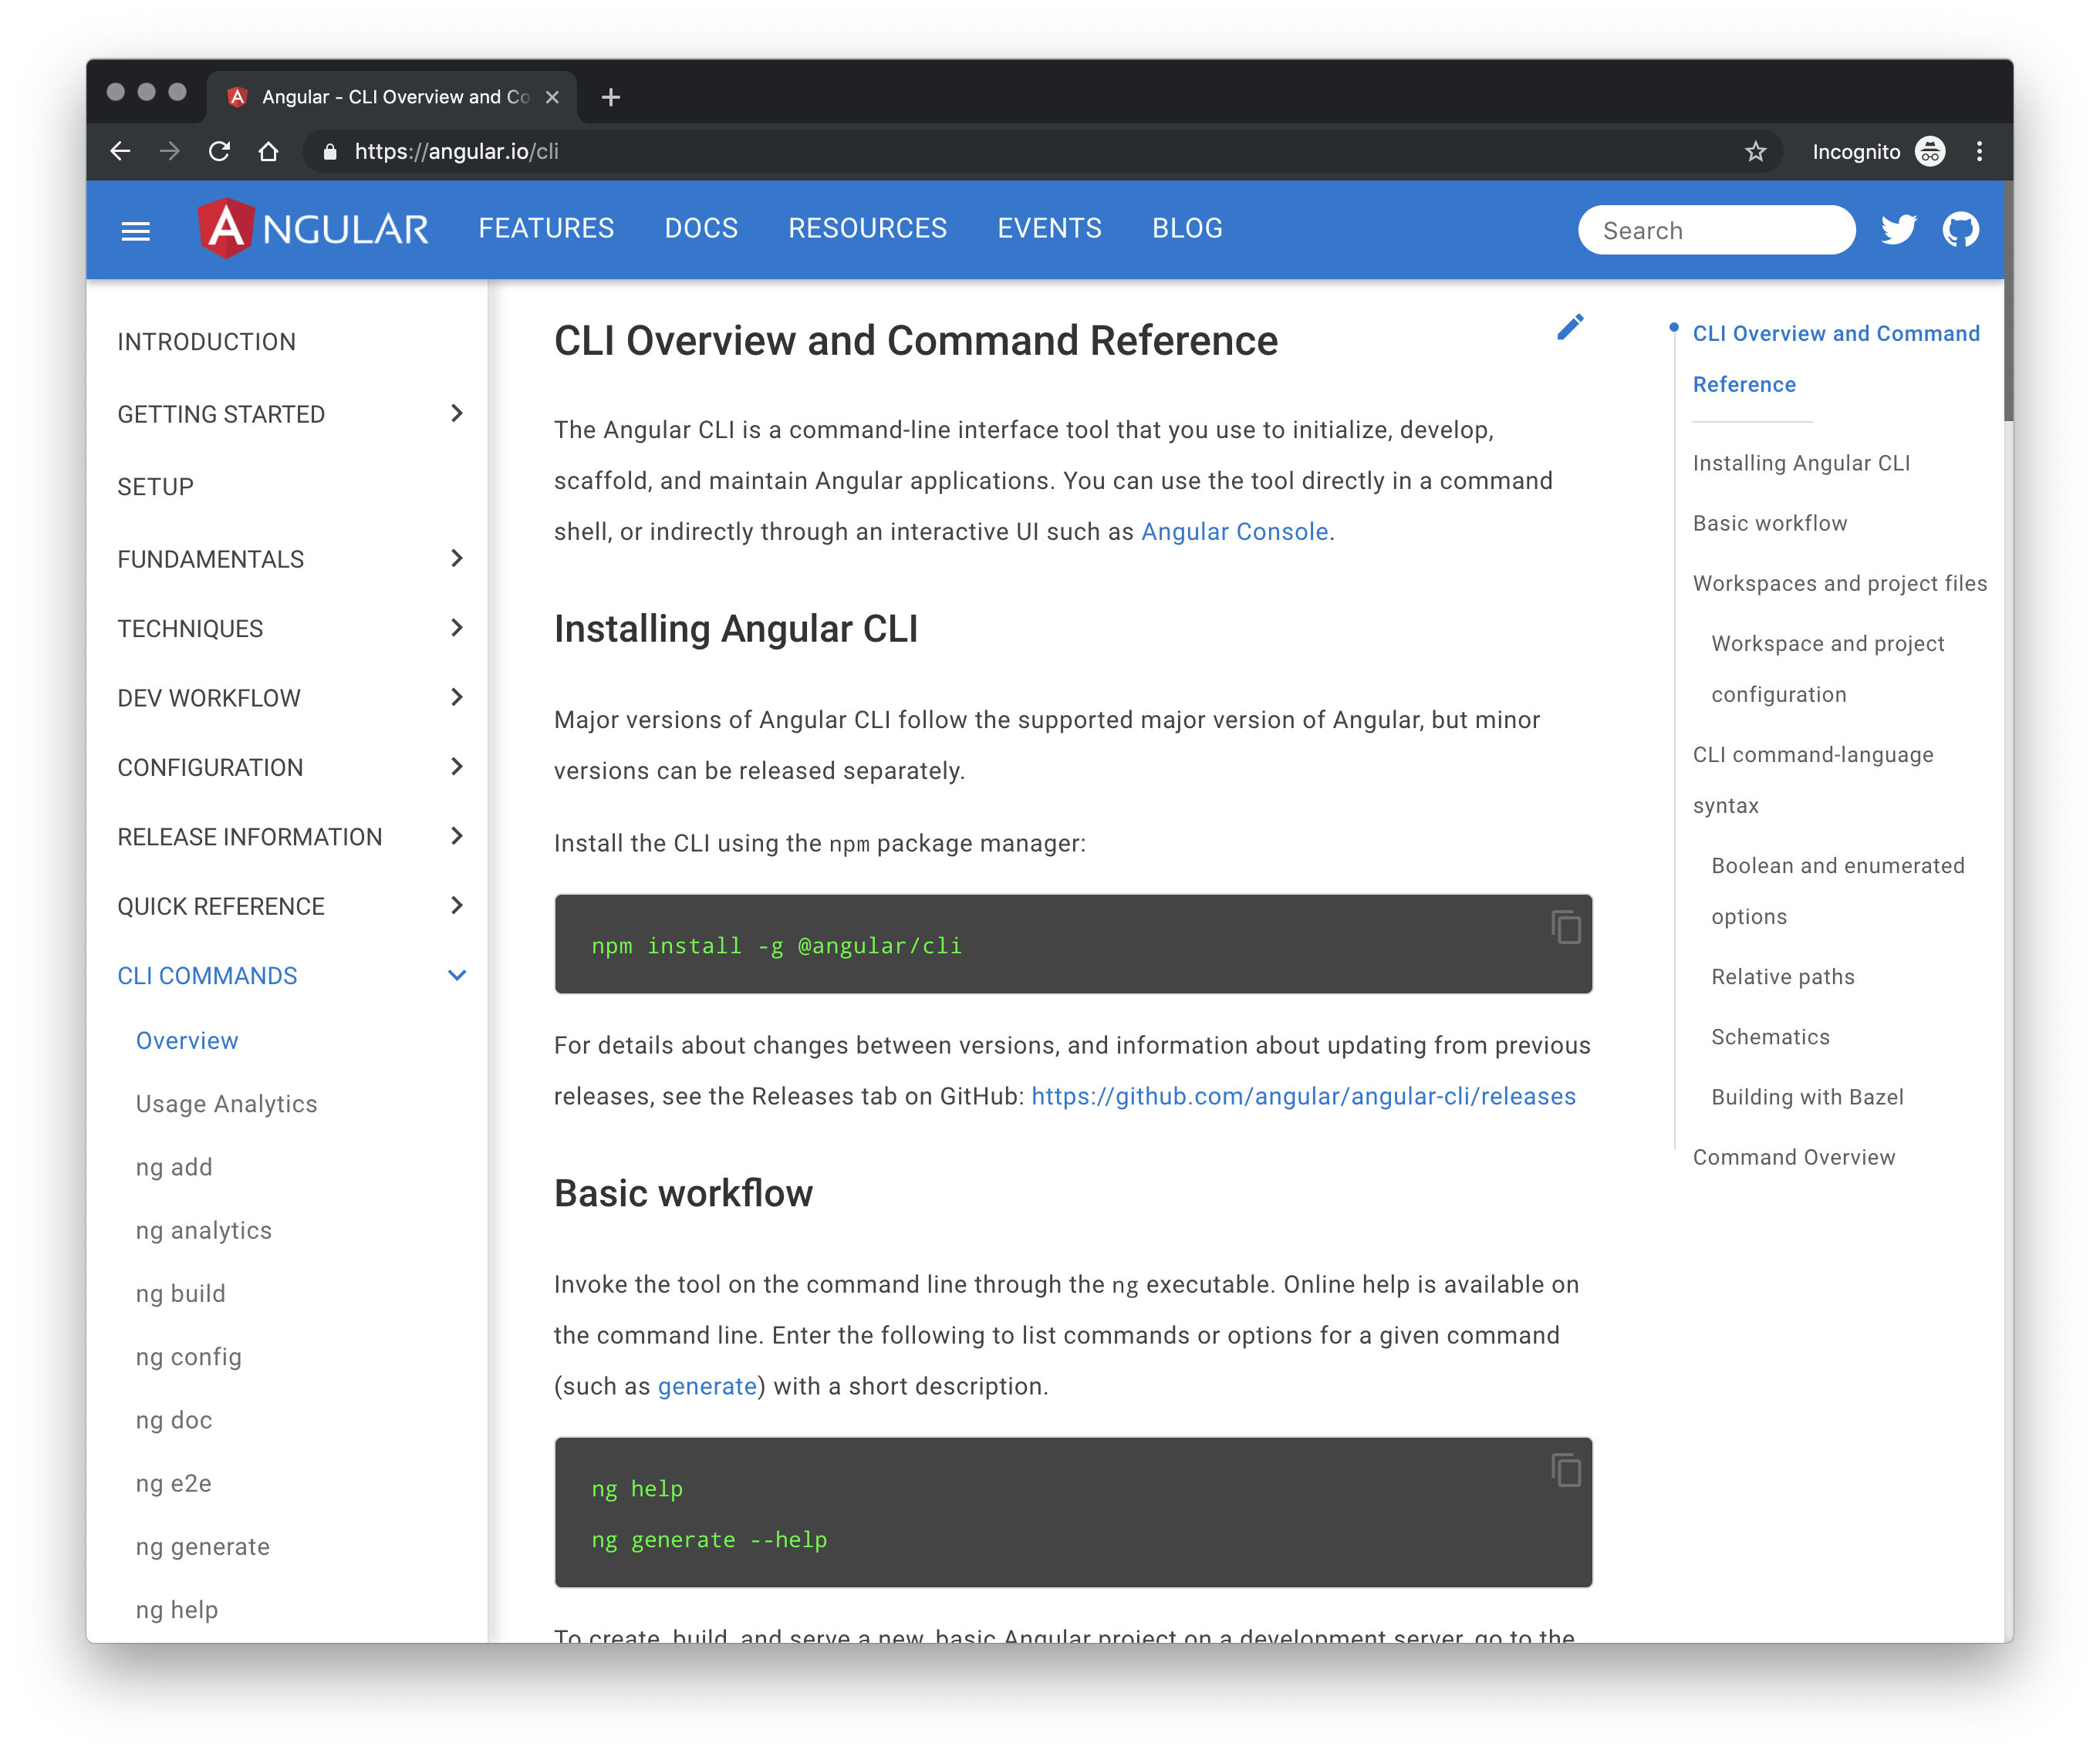 Angular - CLI Overview and Co
https://angular.io/cli
Incognito
ANGULAR
FEATURES
DOCS
RESOURCES
EVENTS
BLOG
Search
INTRODUCTION
GETTING STARTED
SETUP
FUNDAMENTALS
TECHNIQUES
DEV WORKFLOW
CONFIGURATION
RELEASE INFORMATION
QUICK REFERENCE
CLI COMMANDS
Overview
Usage Analytics
ng add
ng analytics
ng build
ng config
ng doc
ng e2e
ng generate
ng help
CLI Overview and Command Reference
The Angular CLI is a command-line interface tool that you use to initialize, develop,
scaffold, and maintain Angular applications. You can use the tool directly in a command
shell, or indirectly through an interactive UI such as Angular Console.
Installing Angular CLI
Major versions of Angular CLI follow the supported major version of Angular, but minor
versions can be released separately.
Install the CLI using the npm package manager:
npm install -g @angular/cli
For details about changes between versions, and information about updating from previous
releases, see the Releases tab on GitHub: https://github.com/angular/angular-cli/releases
Basic workflow
Invoke the tool on the command line through the ng executable. Online help is available on
the command line. Enter the following to list commands or options for a given command
(such as generate) with a short description.
ng help
ng generate --help
To create, build, and serve a new, basic Angular project on a development server, go to the
CLI Overview and Command
Reference
Installing Angular CLI
Basic workflow
Workspaces and project files
Workspace and project
configuration
CLI command-language
syntax
Boolean and enumerated
options
Relative paths
Schematics
Building with Bazel
Command Overview